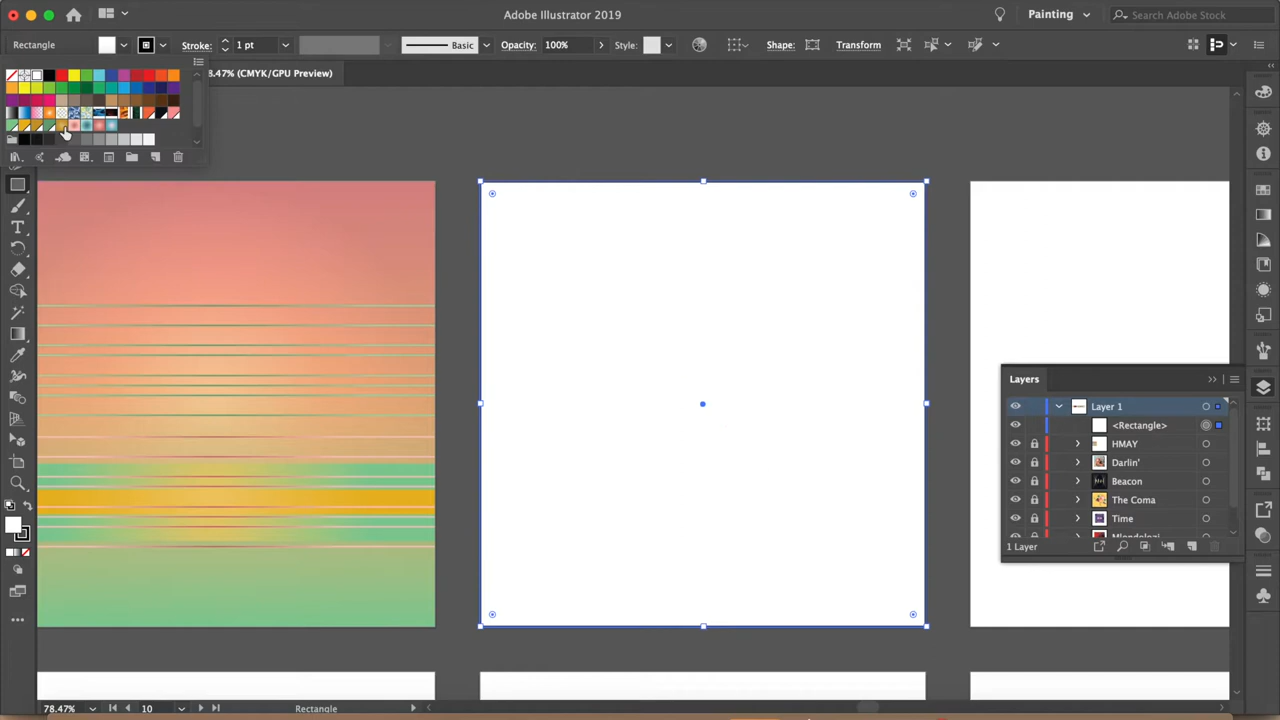 Adobe Illustrator 2019
Painting
Search Adobe Stock
Rectangle
Stroke:
1 pt
Basic
Opacity:
100%
Style:
Shape:
Transform
8.47% (CMYK/GPU Preview)
Layers
Layer 1
<Rectangle>
HMAY
Darlin'
Beacon
The Coma
Time
1 Layer
78.47%
10
Rectangle